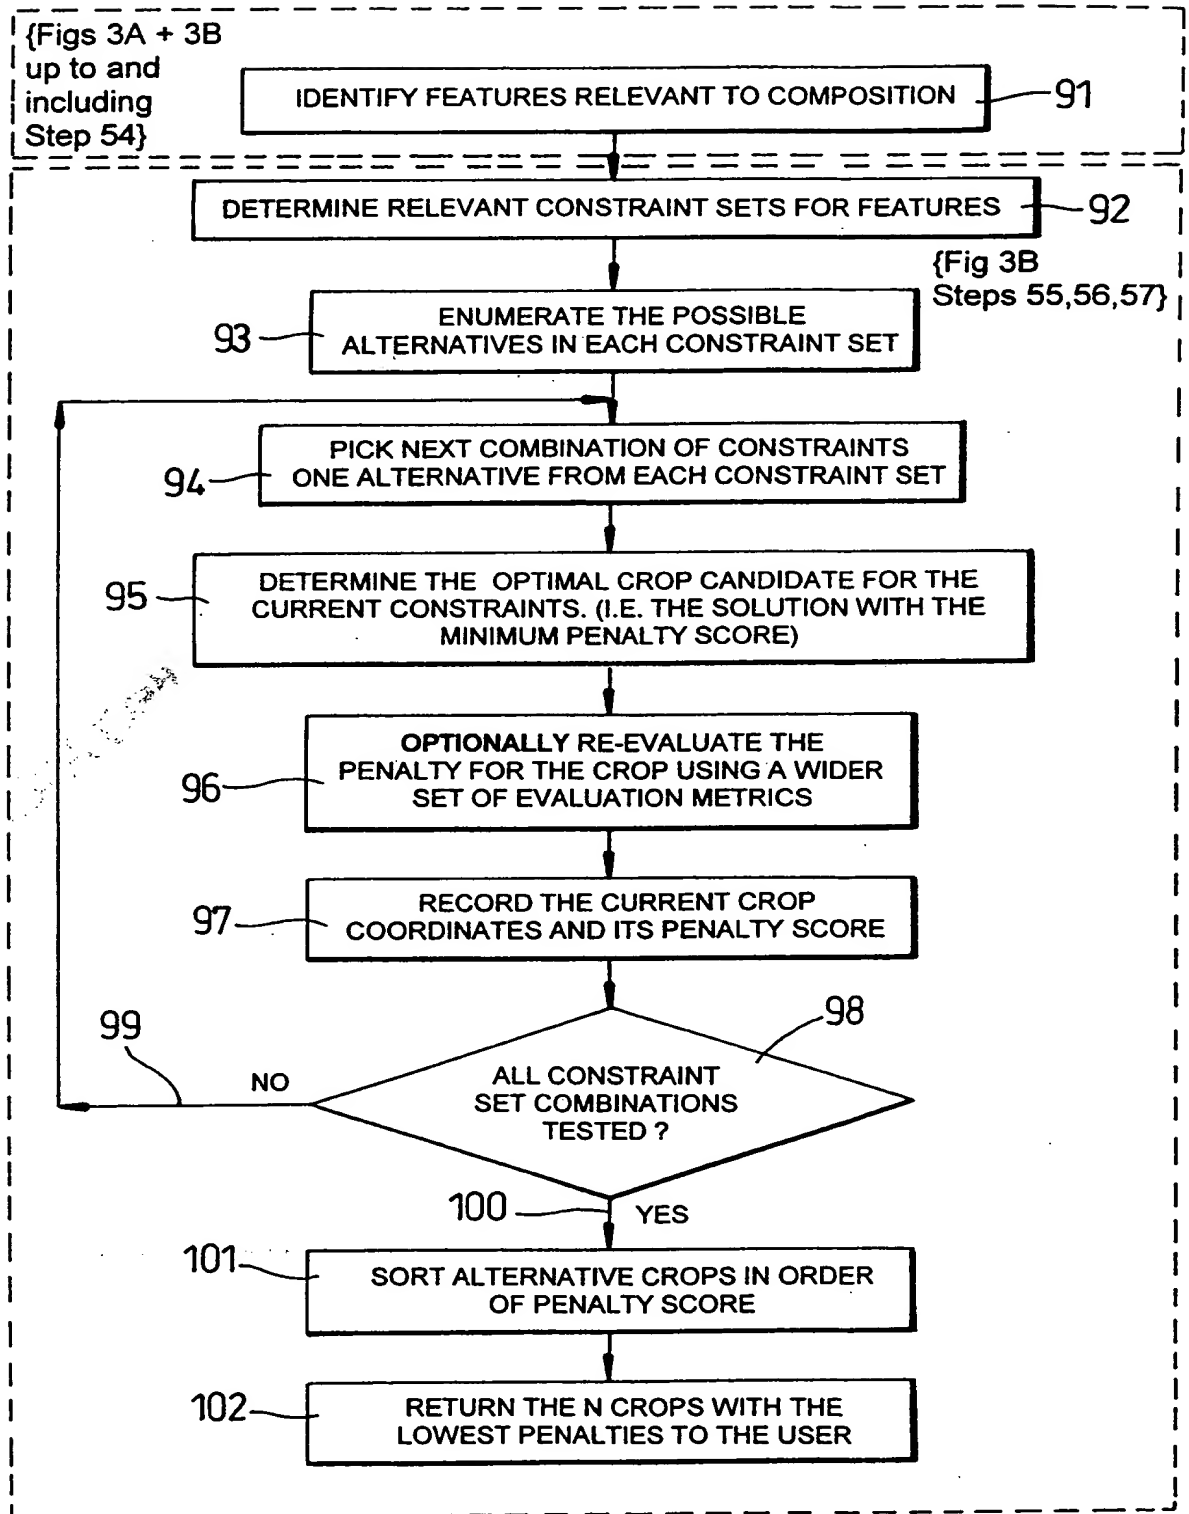 {Figs 3A + 3B
up to and
including
Step 54}
IDENTIFY FEATURES RELEVANT TO COMPOSITION
91
DETERMINE RELEVANT CONSTRAINT SETS FOR FEATURES
92
{Fig 3B
Steps 55,56,57}
93
ENUMERATE THE POSSIBLE
ALTERNATIVES IN EACH CONSTRAINT SET
94
PICK NEXT COMBINATION OF CONSTRAINTS
ONE ALTERNATIVE FROM EACH CONSTRAINT SET
95
DETERMINE THE OPTIMAL CROP CANDIDATE FOR THE
CURRENT CONSTRAINTS. (I.E. THE SOLUTION WITH THE
MINIMUM PENALTY SCORE)
96
OPTIONALLY RE-EVALUATE THE
PENALTY FOR THE CROP USING A WIDER
SET OF EVALUATION METRICS
97
RECORD THE CURRENT CROP
COORDINATES AND ITS PENALTY SCORE
98
99
NO
ALL CONSTRAINT
SET COMBINATIONS
TESTED ?
100
YES
101
SORT ALTERNATIVE CROPS IN ORDER
OF PENALTY SCORE
102
RETURN THE N CROPS WITH THE
LOWEST PENALTIES TO THE USER